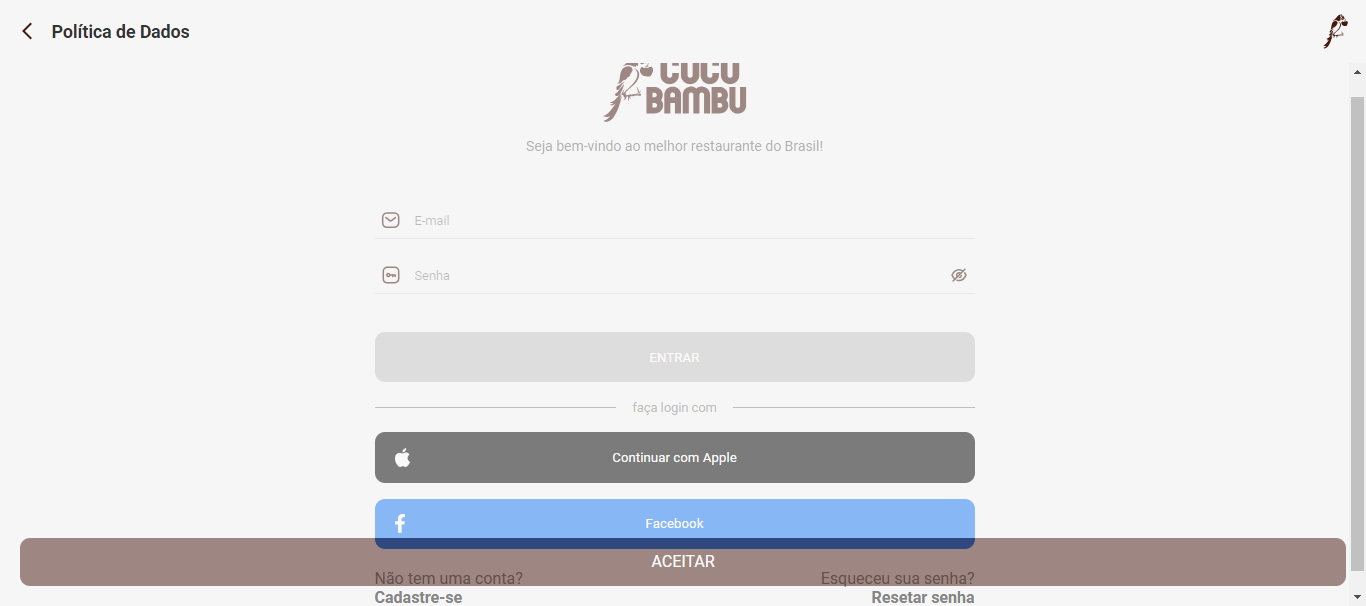 Política de Dados
COCO
BAMBU
Seja bem-vindo ao melhor restaurante do Brasil!
E-mail
Senha
ENTRAR
faça login com
Continuar com Apple
Facebook
ACEITAR
Não tem uma conta? Esqueceu sua senha?
Cadastre-se Resetar senha